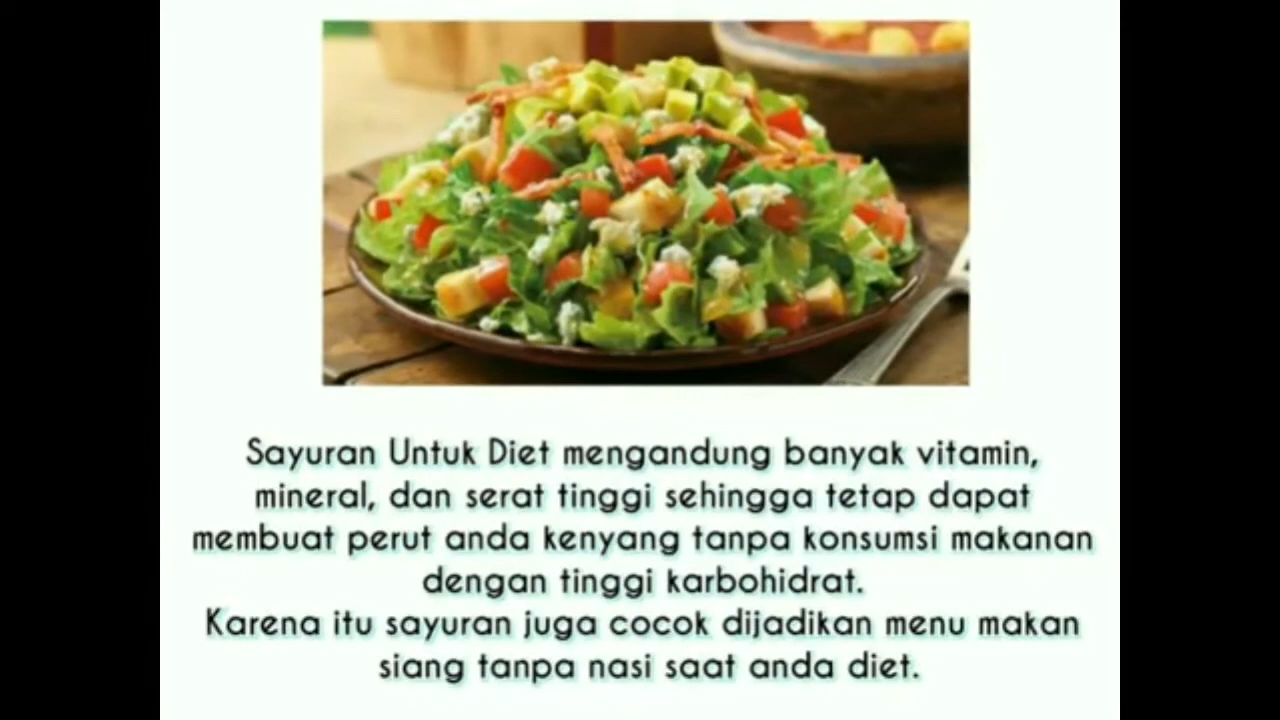 Sayuran Untuk Diet mengandung banyak vitamin,
mineral, dan serat tinggi sehingga tetap dapat
membuat perut anda kenyang tanpa konsumsi makanan
dengan tinggi karbohidrat.
Karena itu sayuran juga cocok dijadikan menu makan
siang tanpa nasi saat anda diet.